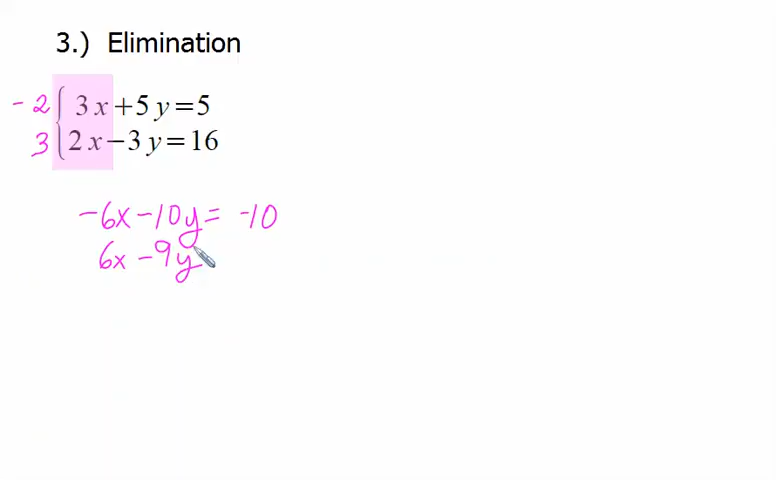 3.) Elimination
-2 { 3x+5y=5
3 { 2x−3y=16
-6x -10y = -10
6x -9y